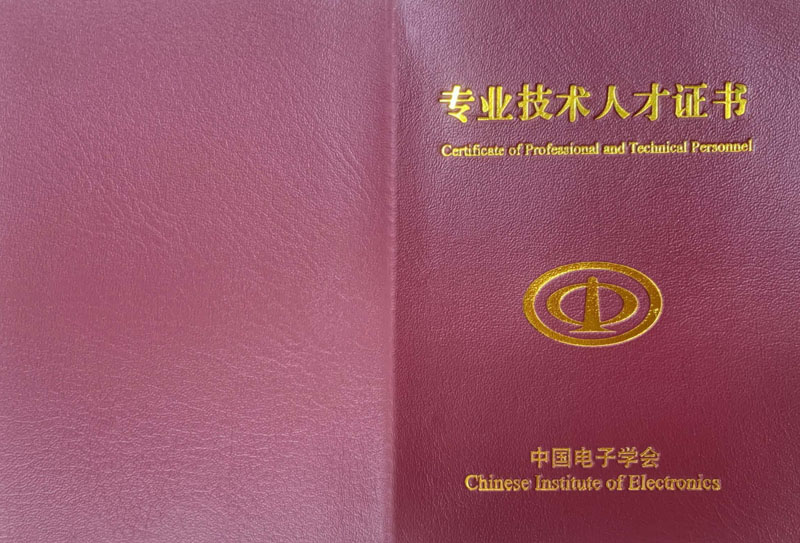 专业技术人才证书
Certificate of Professional and Technical Personnel
中国电子学会
Chinese Institute of Electronics